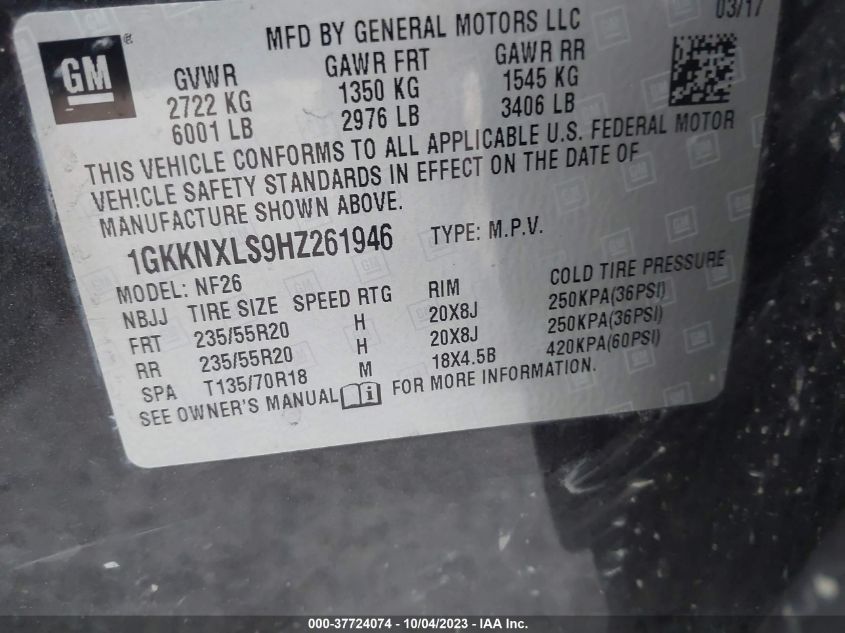 GM ®
MFD BY GENERAL MOTORS LLC 03/17
GVWR GAWR FRT GAWR RR
2722 KG 1350 KG 1545 KG
6001 LB 2976 LB 3406 LB
THIS VEHICLE CONFORMS TO ALL APPLICABLE U.S. FEDERAL MOTOR
VEHICLE SAFETY STANDARDS IN EFFECT ON THE DATE OF
MANUFACTURE SHOWN ABOVE.
1GKKNXLS9HZ261946 TYPE: M.P.V.
MODEL: NF26
NBJJ TIRE SIZE SPEED RTG RIM COLD TIRE PRESSURE
FRT 235/55R20 H 20X8J 250KPA(36PSI)
RR 235/55R20 H 20X8J 250KPA(36PSI)
SPA T135/70R18 M 18X4.5B 420KPA(60PSI)
SEE OWNER'S MANUAL i FOR MORE INFORMATION.
000-37724074 - 10/04/2023 - IAA Inc.